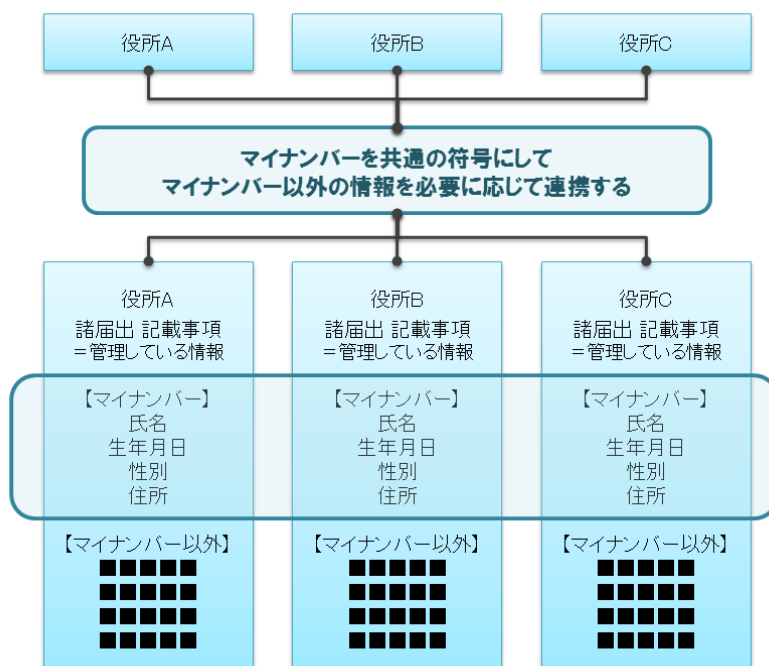 役所A
役所B
役所C
マイナンバーを共通の符号にして
マイナンバー以外の情報を必要に応じて連携する
役所A
諸届出 記載事項
＝管理している情報
【マイナンバー】
氏名
生年月日
性別
住所
【マイナンバー以外】
■■■■■
■■■■■
■■■■■
■■■■■
役所B
諸届出 記載事項
＝管理している情報
【マイナンバー】
氏名
生年月日
性別
住所
【マイナンバー以外】
■■■■■
■■■■■
■■■■■
■■■■■
役所C
諸届出 記載事項
＝管理している情報
【マイナンバー】
氏名
生年月日
性別
住所
【マイナンバー以外】
■■■■■
■■■■■
■■■■■
■■■■■